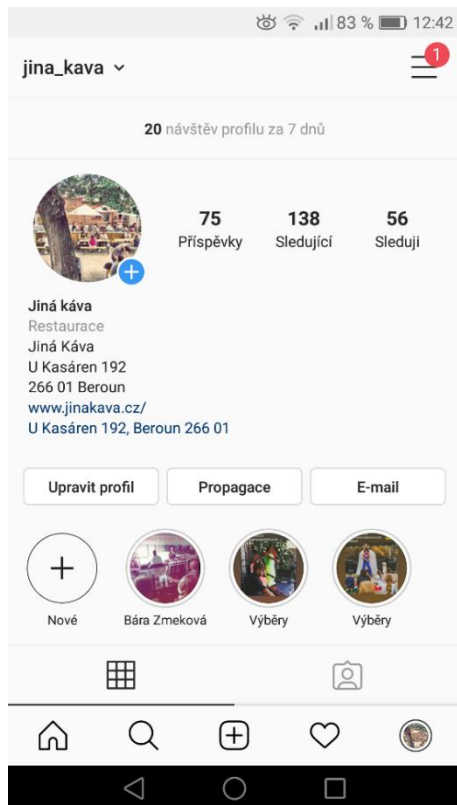 83 % 12:42
jina_kava
1
20 návštěv profilu za 7 dnů
75 138 56
Příspěvky Sledující Sleduji
Jiná káva
Restaurace
Jiná Káva
U Kasáren 192
266 01 Beroun
www.jinakava.cz/
U Kasáren 192, Beroun 266 01
Upravit profil Propagace E-mail
Nové Bára Zmeková Výběry Výběry